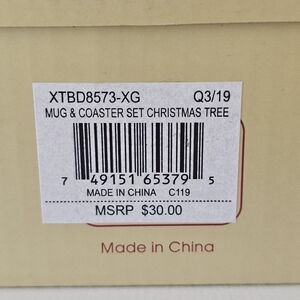 XTBD8573-XG Q3/19
MUG & COASTER SET CHRISTMAS TREE
7 49151 65379 5
MADE IN CHINA C119
MSRP $30.00
Made in China